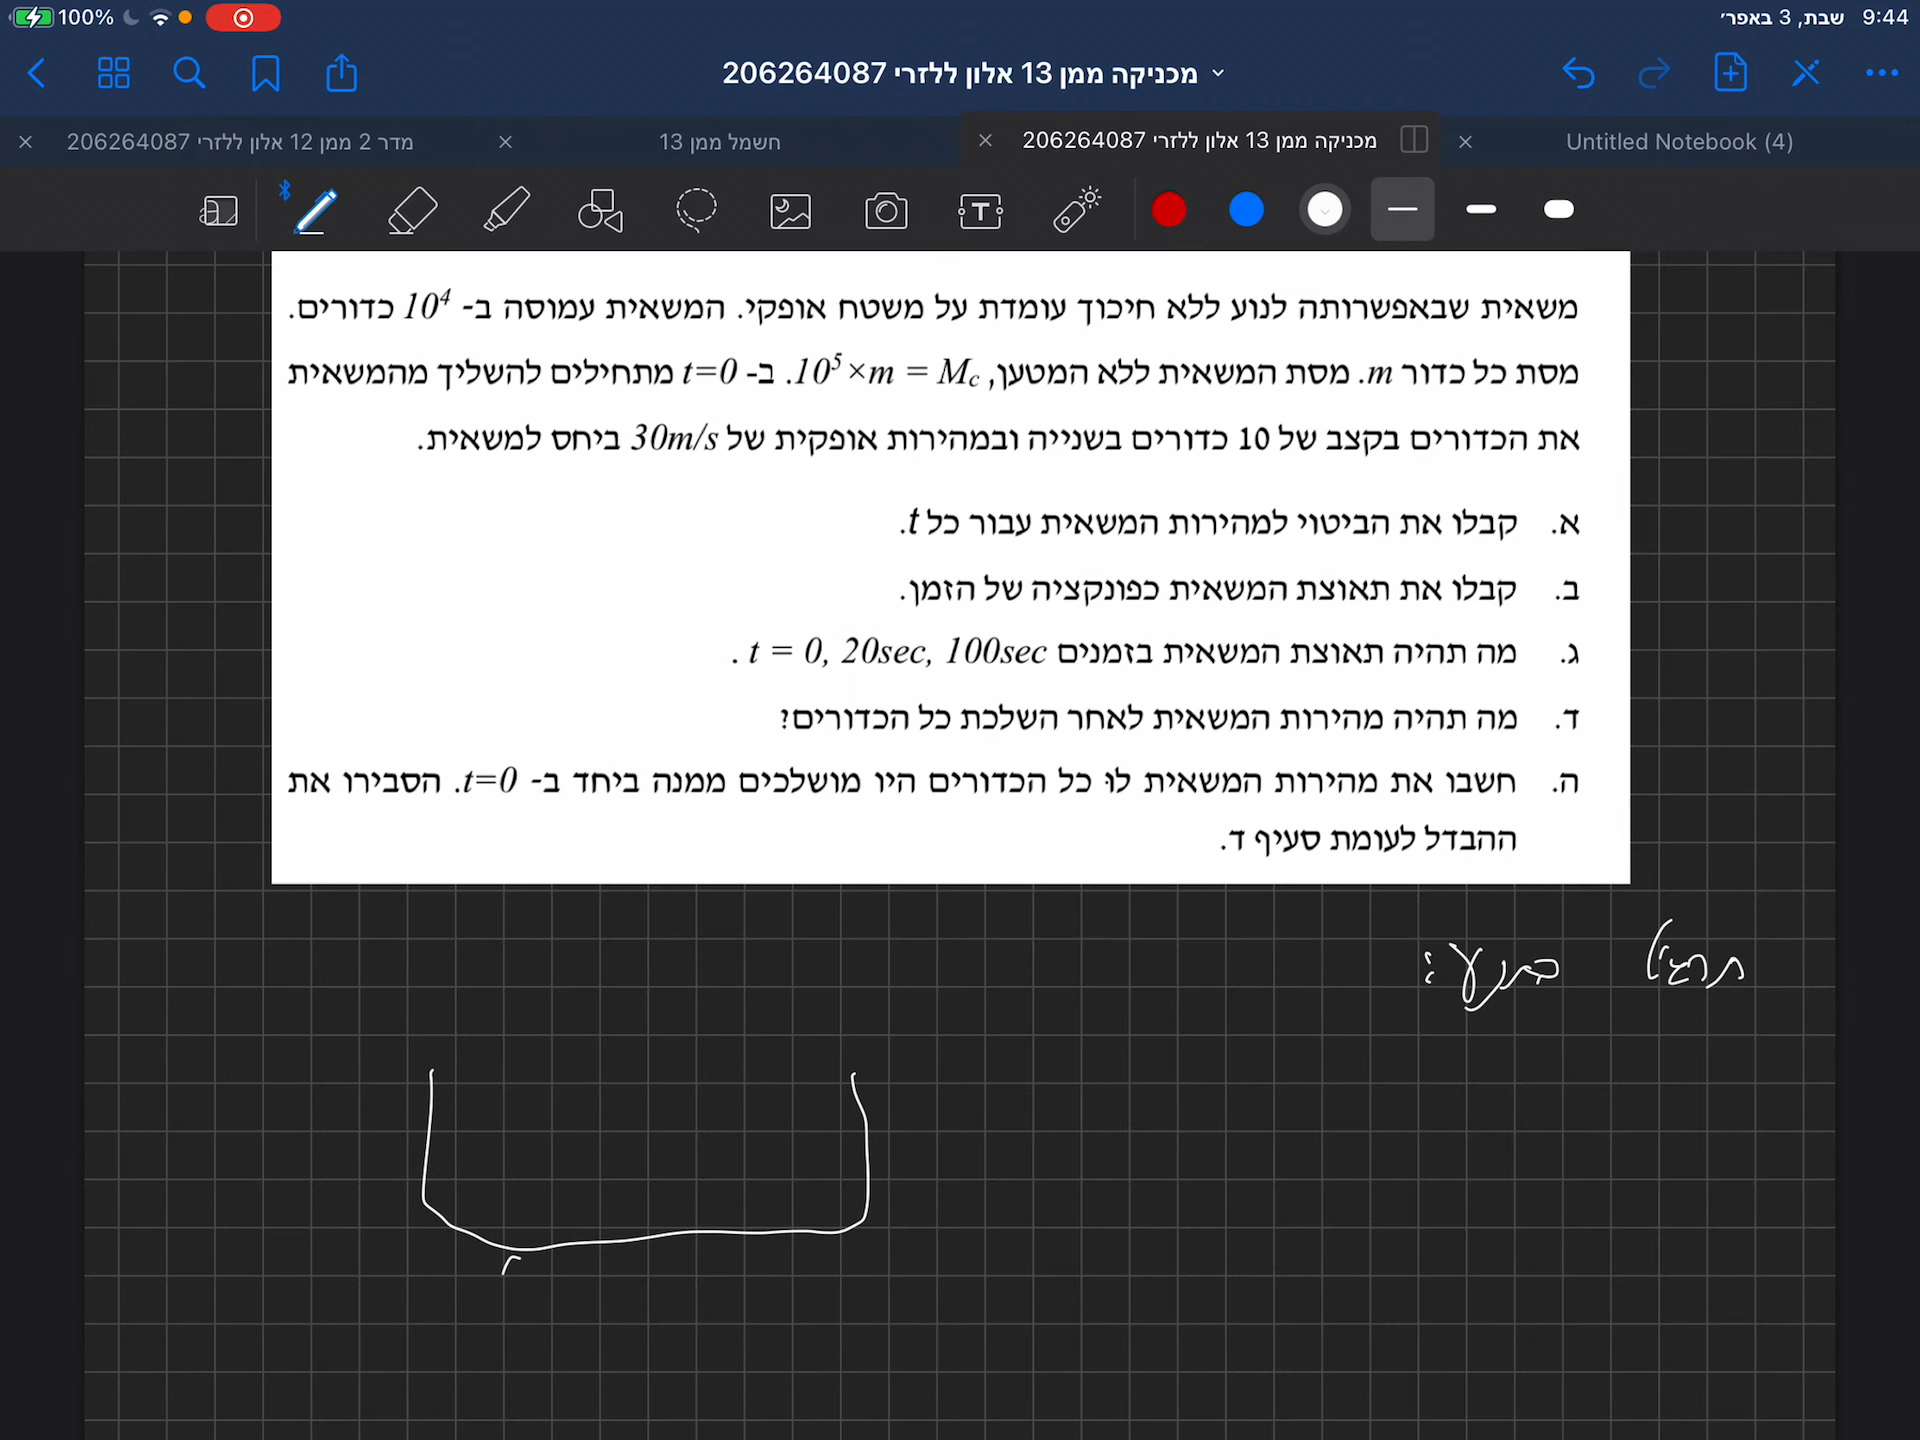 100% שבת, 3 באפר׳ 9:44
מכניקה ממן 13 אלון ללזרי 206264087
מדר 2 ממן 12 אלון ללזרי 206264087
חשמל ממן 13
מכניקה ממן 13 אלון ללזרי 206264087
Untitled Notebook (4)
משאית שבאפשרותה לנוע ללא חיכוך עומדת על משטח אופקי. המשאית עמוסה ב- 10⁴ כדורים.
מסת כל כדור m. מסת המשאית ללא המטען, 10⁵×m = Mc. ב- t=0 מתחילים להשליך מהמשאית
את הכדורים בקצב של 10 כדורים בשנייה ובמהירות אופקית של 30m/s ביחס למשאית.
א. קבלו את הביטוי למהירות המשאית עבור כל t.
ב. קבלו את תאוצת המשאית כפונקציה של הזמן.
ג. מה תהיה תאוצת המשאית בזמנים t = 0, 20sec, 100sec .
ד. מה תהיה מהירות המשאית לאחר השלכת כל הכדורים?
ה. חשבו את מהירות המשאית לוּ כל הכדורים היו מושלכים ממנה ביחד ב- t=0. הסבירו את
ההבדל לעומת סעיף ד.
תרגיל בתנע: